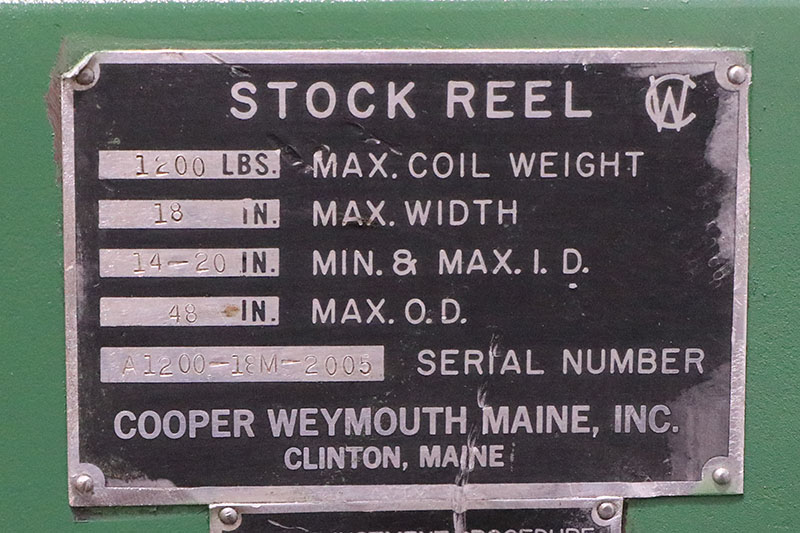 STOCK REEL CW
1200 LBS. MAX. COIL WEIGHT
18 IN. MAX. WIDTH
14-20 IN. MIN. & MAX. I. D.
48 IN. MAX. O. D.
A1200-18M-2005 SERIAL NUMBER
COOPER WEYMOUTH MAINE, INC.
CLINTON, MAINE
PROCEDURE